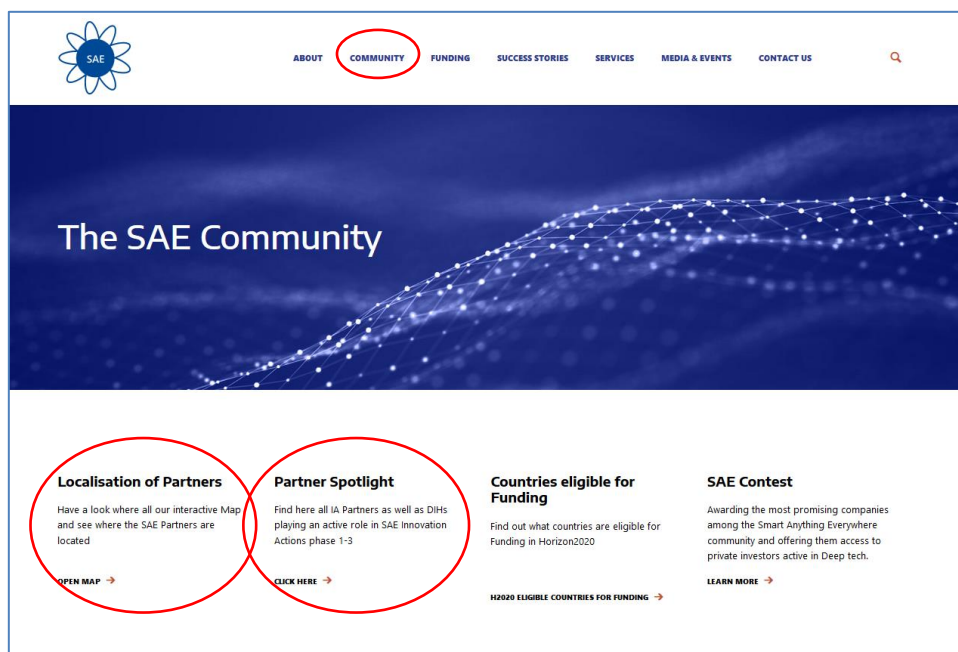 SAE
ABOUT COMMUNITY FUNDING SUCCESS STORIES SERVICES MEDIA & EVENTS CONTACT US
The SAE Community
Localisation of Partners
Have a look where all our interactive Map
and see where the SAE Partners are
located
OPEN MAP →
Partner Spotlight
Find here all IA Partners as well as DIHs
playing an active role in SAE Innovation
Actions phase 1-3
CLICK HERE →
Countries eligible for
Funding
Find out what countries are eligible for
Funding in Horizon2020
H2020 ELIGIBLE COUNTRIES FOR FUNDING →
SAE Contest
Awarding the most promising companies
among the Smart Anything Everywhere
community and offering them access to
private investors active in Deep tech.
LEARN MORE →